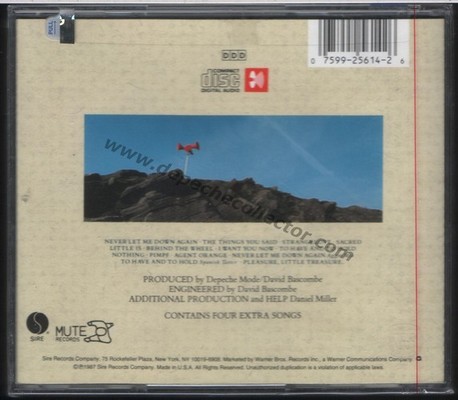 DDD
COMPACT
disc
DIGITAL AUDIO
0 7599-25614-2 6
www.depechecollector.com
NEVER LET ME DOWN AGAIN · THE THINGS YOU SAID · STRANGELOVE · SACRED
LITTLE 15 · BEHIND THE WHEEL · I WANT YOU NOW · TO HAVE AND TO HOLD
NOTHING · PIMPF · AGENT ORANGE · NEVER LET ME DOWN AGAIN
TO HAVE AND TO HOLD Spanish Taster · PLEASURE, LITTLE TREASURE
PRODUCED by Depeche Mode/David Bascombe
ENGINEERED by David Bascombe
ADDITIONAL PRODUCTION and HELP Daniel Miller
CONTAINS FOUR EXTRA SONGS
SIRE
MUTE
RECORDS
Sire Records Company, 75 Rockefeller Plaza, New York, NY 10019-6908. Marketed by Warner Bros. Records Inc., a Warner Communications Company
©℗1987 Sire Records Company. Made in U.S.A. All Rights Reserved. Unauthorized duplication is a violation of applicable laws.